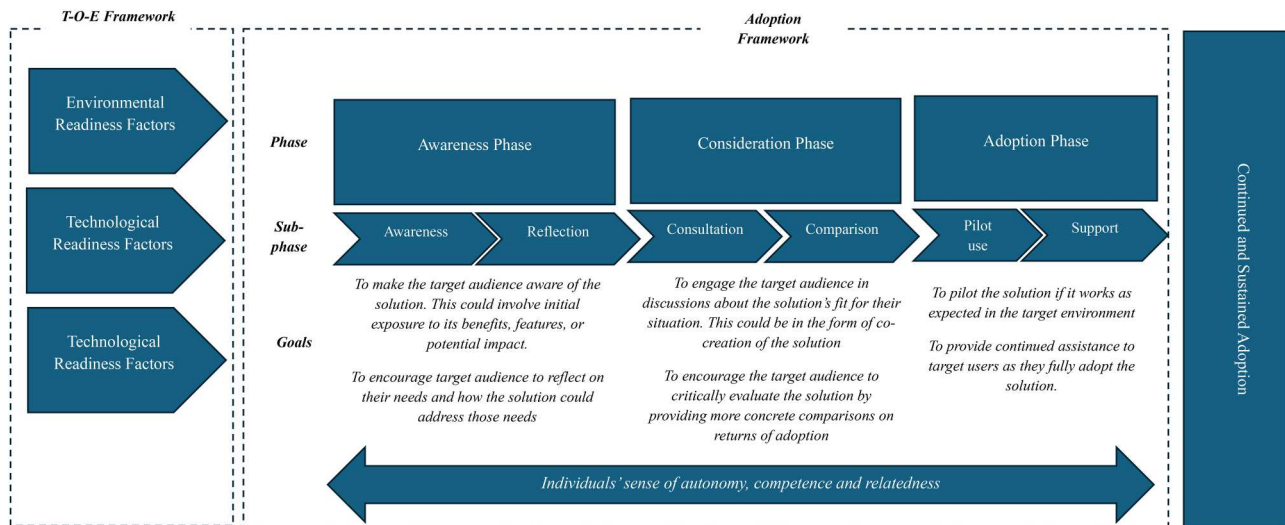 T-O-E Framework
Environmental
Readiness Factors
Technological
Readiness Factors
Technological
Readiness Factors
Adoption
Framework
Phase
Awareness Phase
Consideration Phase
Adoption Phase
Sub-
phase
Awareness
Reflection
Consultation
Comparison
Pilot
use
Support
Goals
To make the target audience aware of the
solution. This could involve initial
exposure to its benefits, features, or
potential impact.
To encourage target audience to reflect on
their needs and how the solution could
address those needs
To engage the target audience in
discussions about the solution's fit for their
situation. This could be in the form of co-
creation of the solution
To encourage the target audience to
critically evaluate the solution by
providing more concrete comparisons on
returns of adoption
To pilot the solution if it works as
expected in the target environment
To provide continued assistance to
target users as they fully adopt the
solution.
Individuals' sense of autonomy, competence and relatedness
Continued and Sustained Adoption